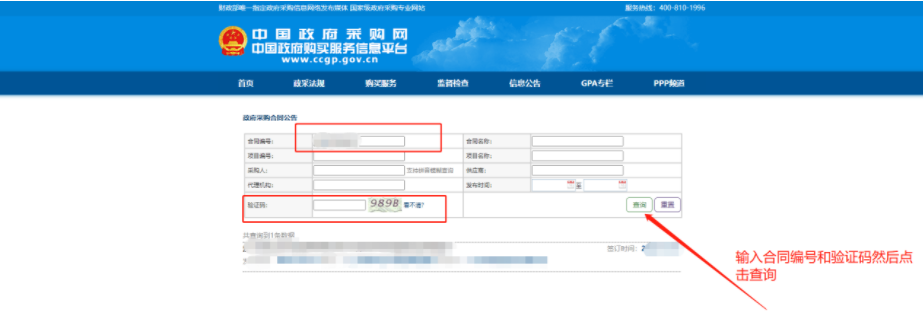 财政部唯一指定政府采购信息网络发布媒体 国家级政府采购专业网站 服务热线：400-810-1996
中国政府采购网
中国政府购买服务信息平台
www.ccgp.gov.cn
首页 政采法规 购买服务 监督检查 信息公告 GPA专栏 PPP频道
政府采购合同公告
合同编号： 合同名称：
项目编号： 项目名称：
采购人： 支持拼音模糊查询 供应商：
代理机构： 发布时间： 至
验证码： 9898 看不清? 查询 重置
共查询到1条数据
签订时间：2
输入合同编号和验证码然后点
击查询